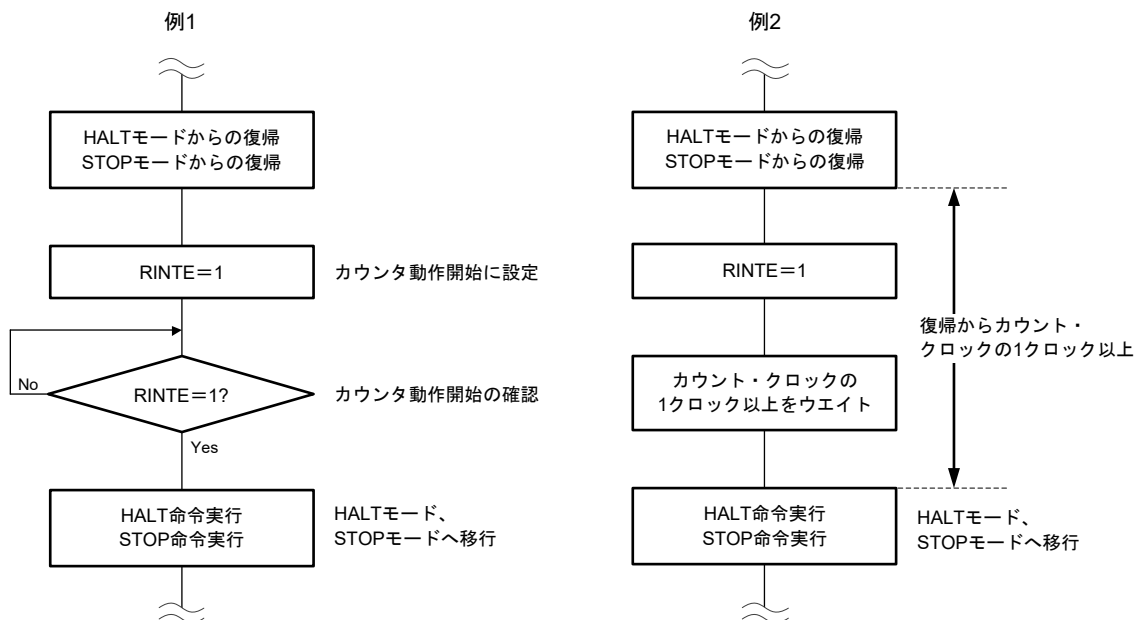 例1
HALTモードからの復帰
STOPモードからの復帰
RINTE＝1
カウンタ動作開始に設定
No
RINTE＝1?
カウンタ動作開始の確認
Yes
HALT命令実行
STOP命令実行
HALTモード、
STOPモードへ移行
例2
HALTモードからの復帰
STOPモードからの復帰
RINTE＝1
復帰からカウント・
クロックの1クロック以上
カウント・クロックの
1クロック以上をウエイト
HALT命令実行
STOP命令実行
HALTモード、
STOPモードへ移行